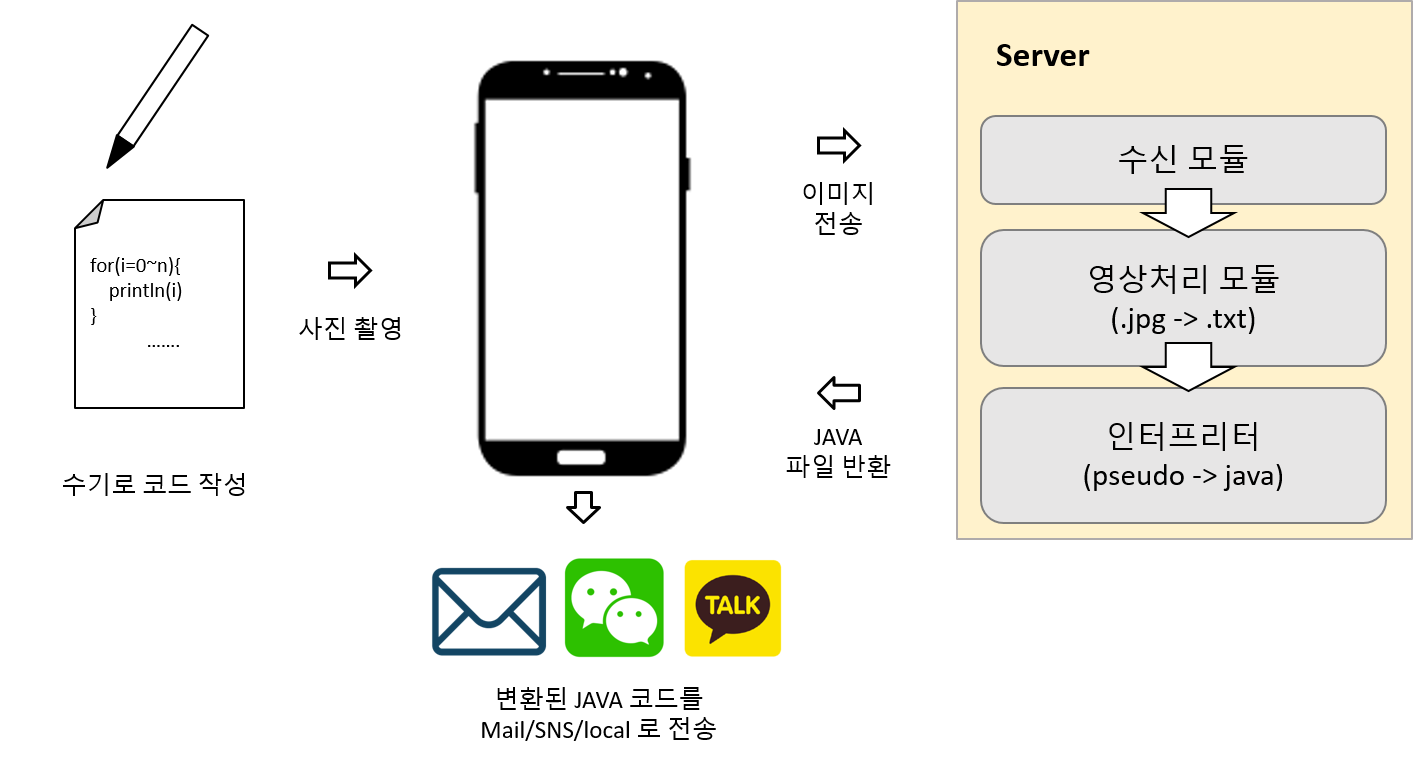 for(i=0~n){
println(i)
}
.......
수기로 코드 작성
사진 촬영
이미지
전송
JAVA
파일 반환
TALK
변환된 JAVA 코드를
Mail/SNS/local 로 전송
Server
수신 모듈
영상처리 모듈
(.jpg -> .txt)
인터프리터
(pseudo -> java)